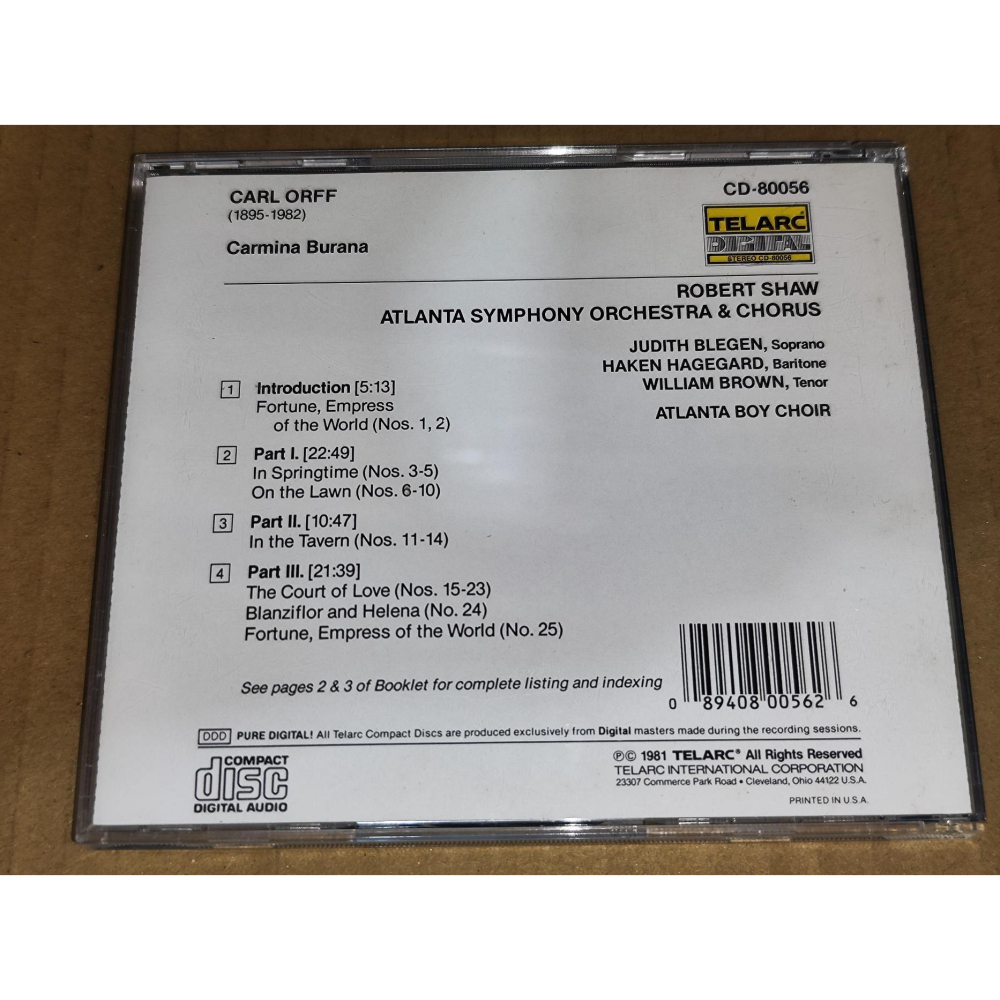 CARL ORFF
(1895-1982)
Carmina Burana
CD-80056
TELARC
DIGITAL
STEREO CD-80056
ROBERT SHAW
ATLANTA SYMPHONY ORCHESTRA & CHORUS
JUDITH BLEGEN, Soprano
HAKEN HAGEGARD, Baritone
WILLIAM BROWN, Tenor
ATLANTA BOY CHOIR
1 Introduction [5:13]
Fortune, Empress
of the World (Nos. 1, 2)
2 Part I. [22:49]
In Springtime (Nos. 3-5)
On the Lawn (Nos. 6-10)
3 Part II. [10:47]
In the Tavern (Nos. 11-14)
4 Part III. [21:39]
The Court of Love (Nos. 15-23)
Blanziflor and Helena (No. 24)
Fortune, Empress of the World (No. 25)
See pages 2 & 3 of Booklet for complete listing and indexing
0 89408 00562 6
DDD PURE DIGITAL! All Telarc Compact Discs are produced exclusively from Digital masters made during the recording sessions.
COMPACT
disc
DIGITAL AUDIO
℗© 1981 TELARC® All Rights Reserved
TELARC INTERNATIONAL CORPORATION
23307 Commerce Park Road • Cleveland, Ohio 44122 U.S.A.
PRINTED IN U.S.A.